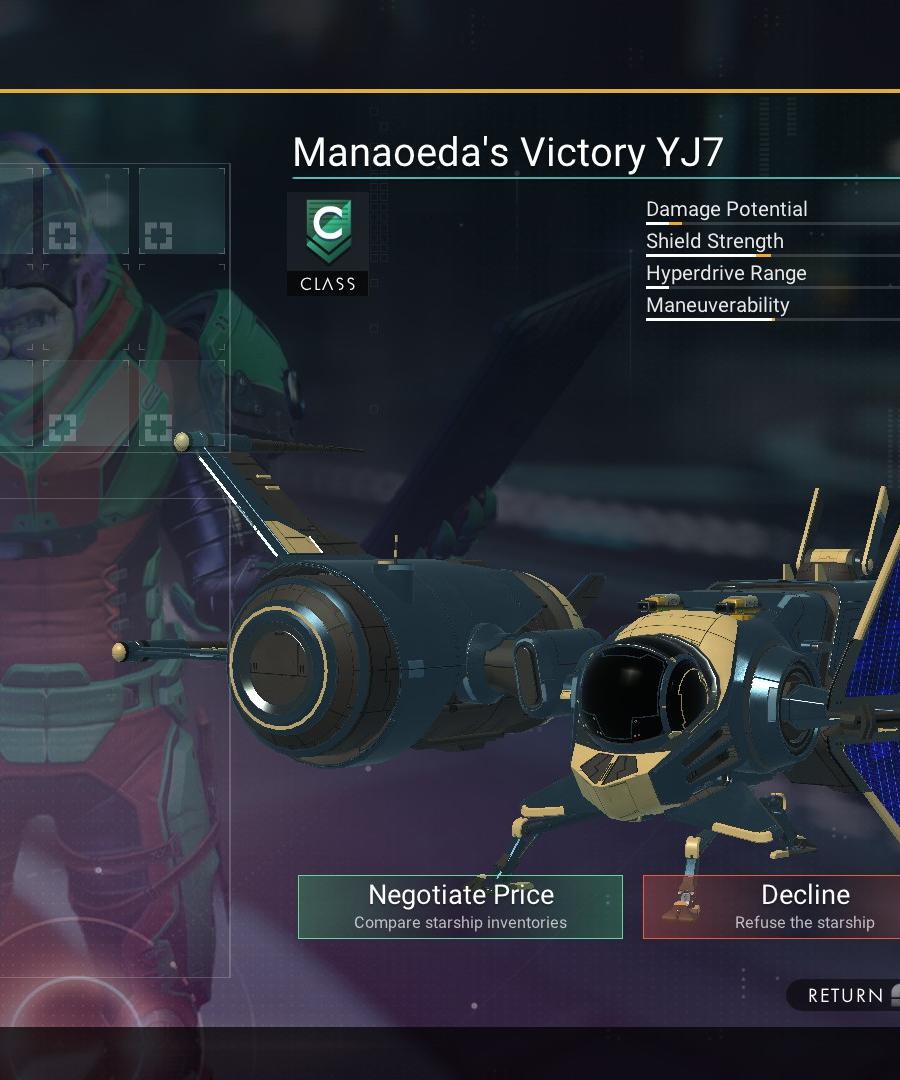 Manaoeda's Victory YJ7
C
CLASS
Damage Potential
Shield Strength
Hyperdrive Range
Maneuverability
Negotiate Price
Compare starship inventories
Decline
Refuse the starship
RETURN